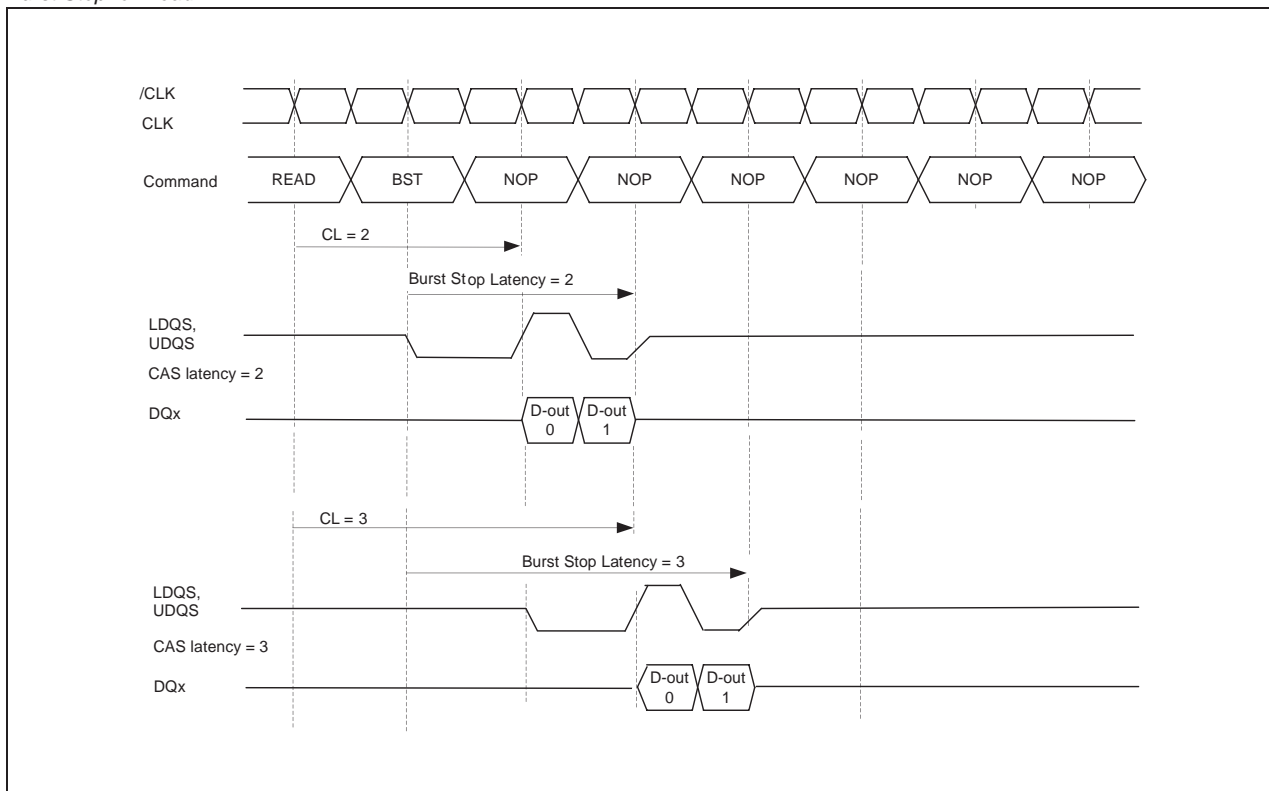 /CLK
CLK
Command READ BST NOP NOP NOP NOP NOP NOP
CL = 2
Burst Stop Latency = 2
LDQS,
UDQS
CAS latency = 2
DQx
D-out D-out
0 1
CL = 3
Burst Stop Latency = 3
LDQS,
UDQS
CAS latency = 3
DQx
D-out D-out
0 1